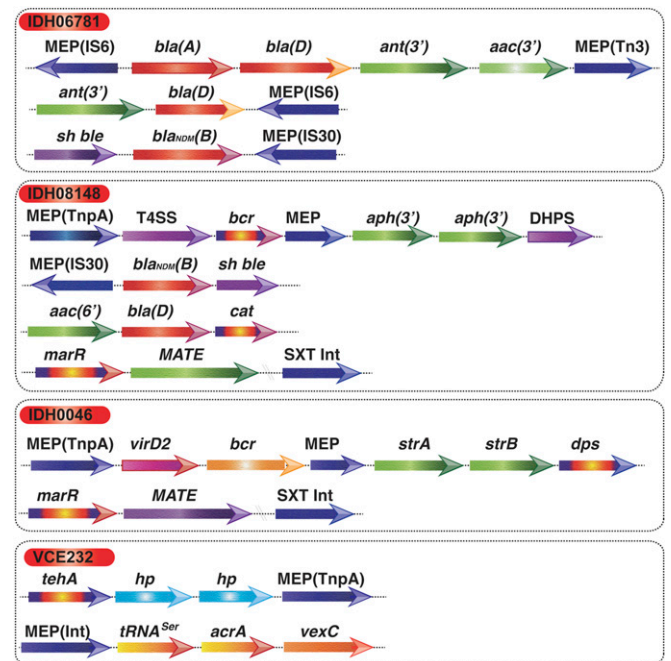 IDH06781
MEP(IS6) bla(A) bla(D) ant(3') aac(3') MEP(Tn3)
ant(3') bla(D) MEP(IS6)
sh ble blaNDM(B) MEP(IS30)
IDH08148
MEP(TnpA) T4SS bcr MEP aph(3') aph(3') DHPS
MEP(IS30) blaNDM(B) sh ble
aac(6') bla(D) cat
marR MATE SXT Int
IDH0046
MEP(TnpA) virD2 bcr MEP strA strB dps
marR MATE SXT Int
VCE232
tehA hp hp MEP(TnpA)
MEP(Int) tRNASer acrA vexC